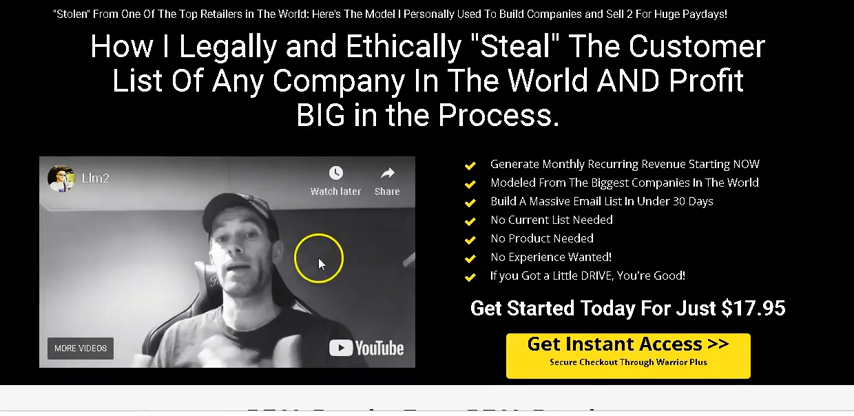 "Stolen" From One Of The Top Retailers in The World: Here's The Model I Personally Used To Build Companies and Sell 2 For Huge Paydays!
How I Legally and Ethically "Steal" The Customer
List Of Any Company In The World AND Profit
BIG in the Process.
Llm2
Watch later
Share
MORE VIDEOS
YouTube
Generate Monthly Recurring Revenue Starting NOW
Modeled From The Biggest Companies In The World
Build A Massive Email List In Under 30 Days
No Current List Needed
No Product Needed
No Experience Wanted!
If you Got a Little DRIVE, You're Good!
Get Started Today For Just $17.95
Get Instant Access >>
Secure Checkout Through Warrior Plus